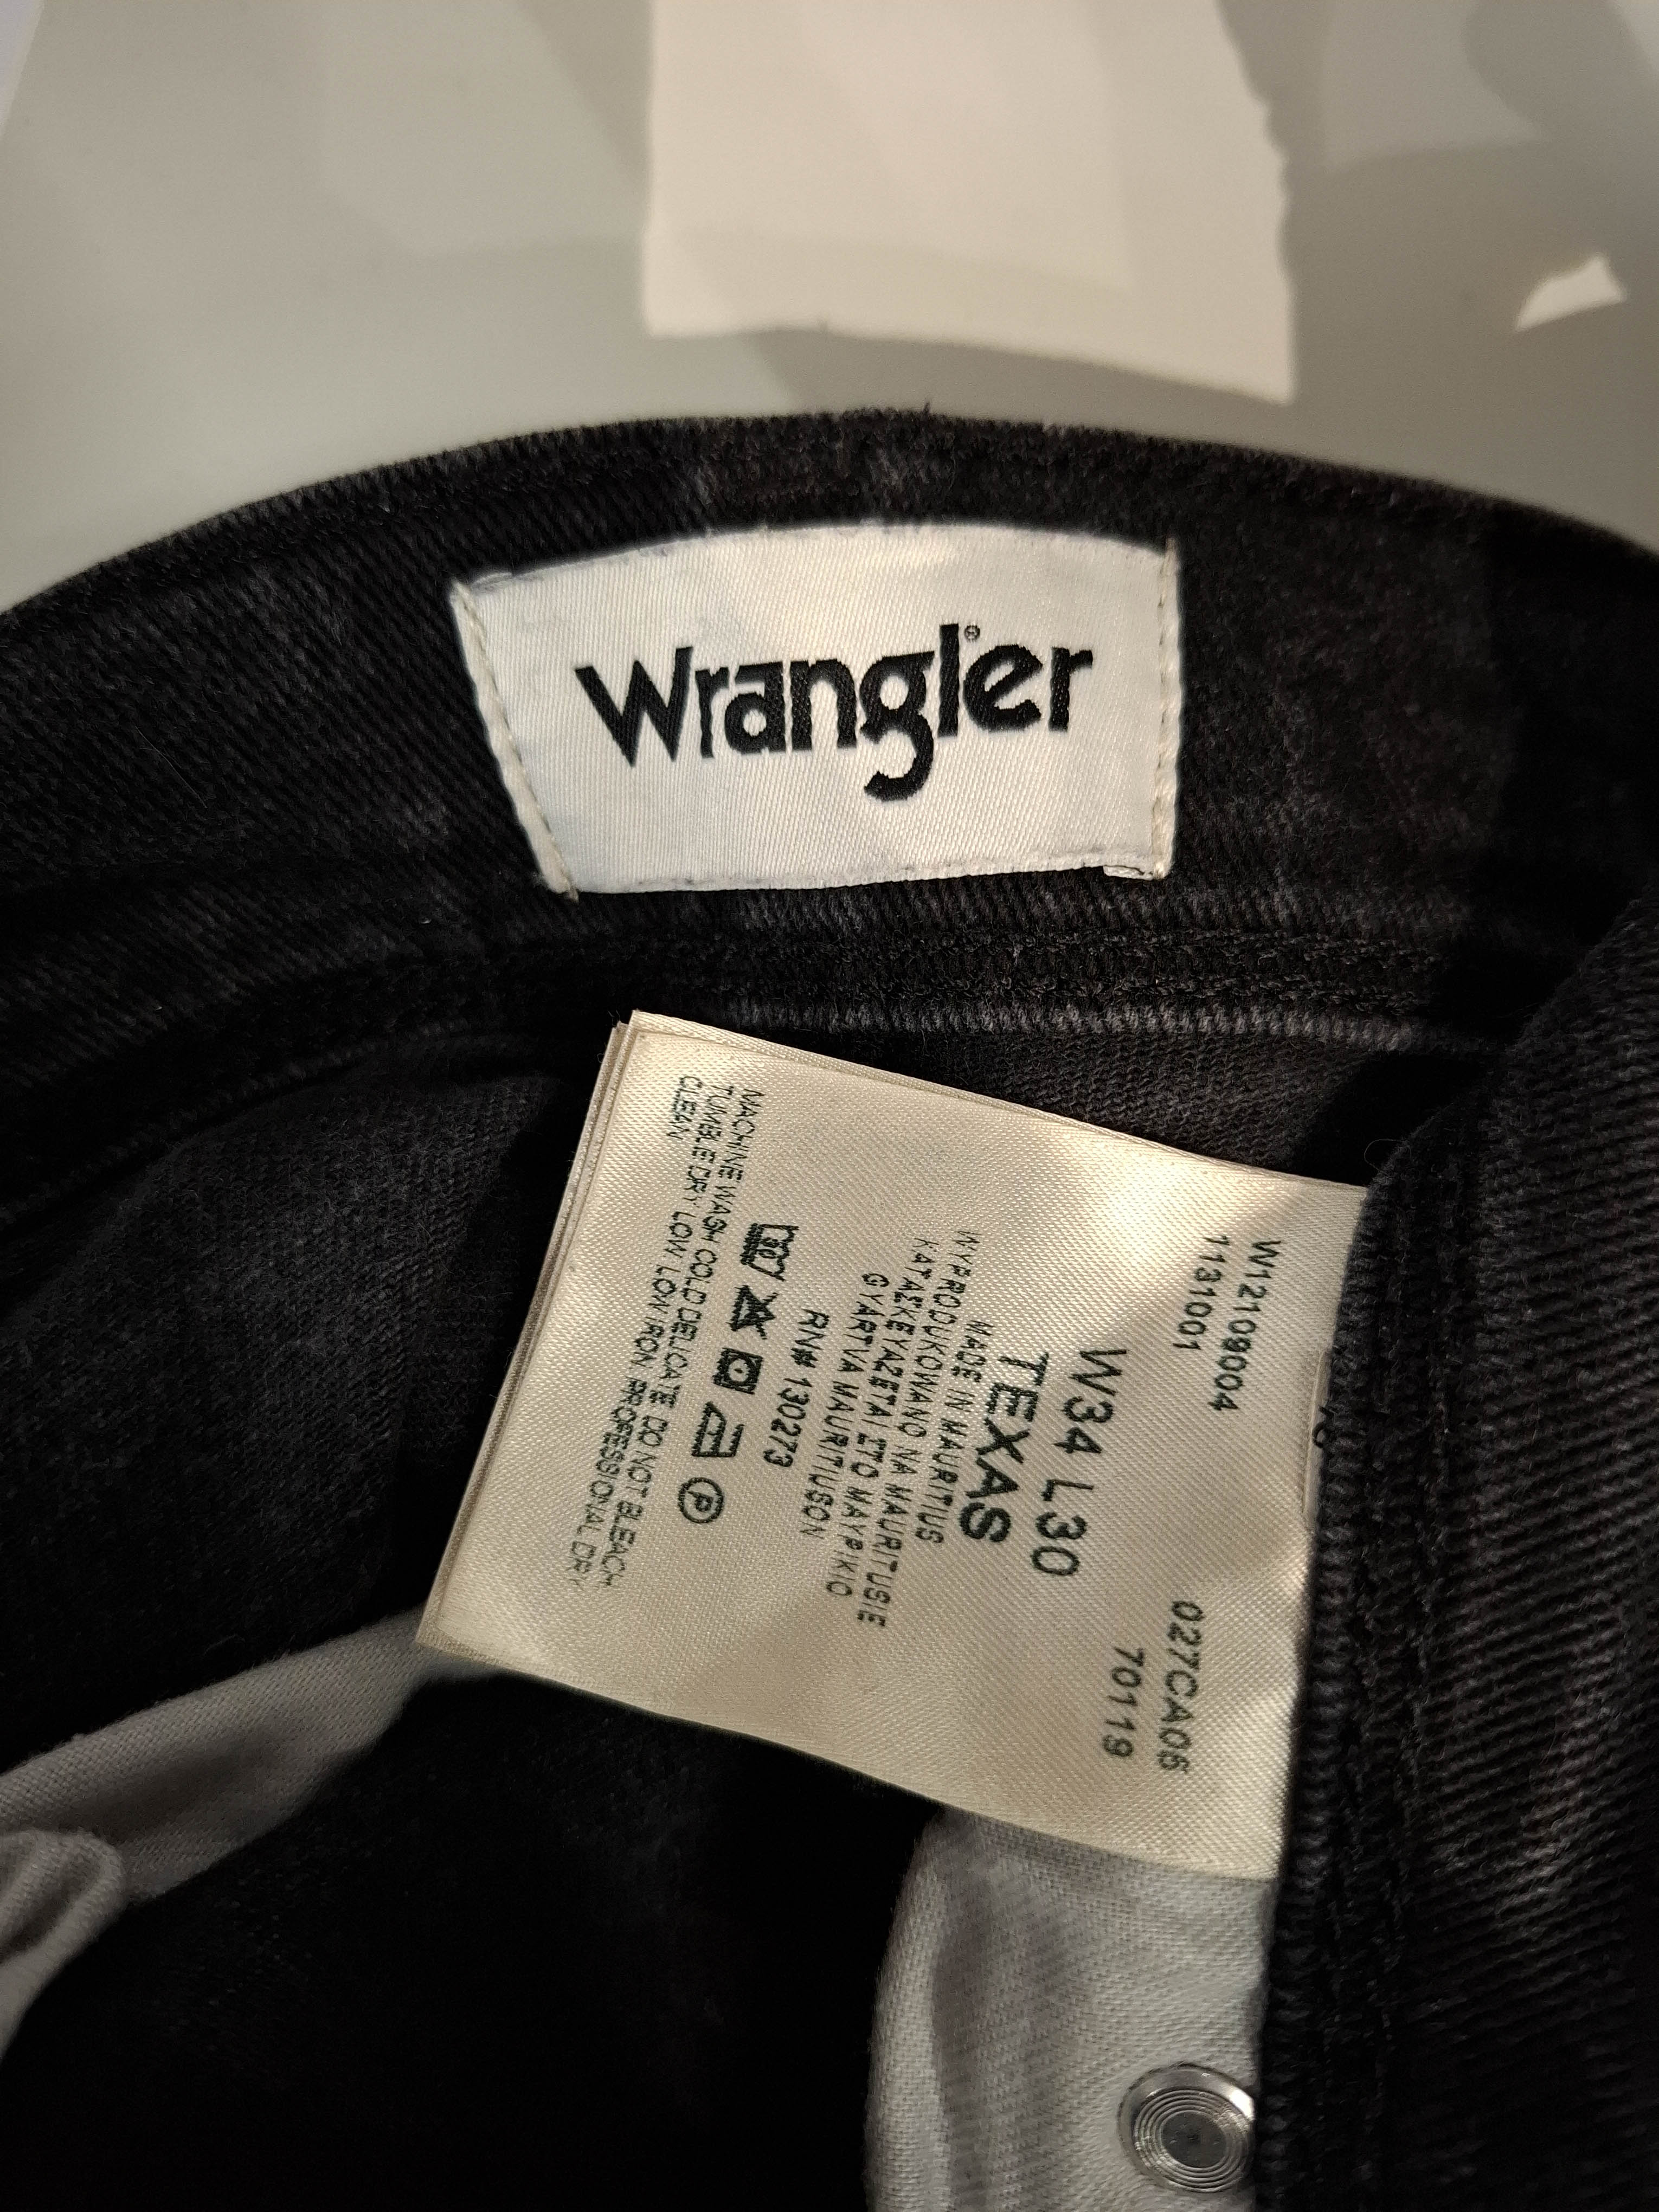 Wrangler®
W12109004
1131001
027CA06
70119
W34 L30
TEXAS
MADE IN MAURITIUS
WYPRODUKOWANO NA MAURITIUSIE
ΚΑΤΑΣΚΕΥΑΖΕΤΑΙ ΣΤΟ ΜΑΥΡΙΚΙΟ
GYÁRTVA MAURITIUSON
RN# 130273
P
MACHINE WASH COLD DELICATE DO NOT BLEACH
TUMBLE DRY LOW LOW IRON PROFESSIONAL DRY
CLEAN